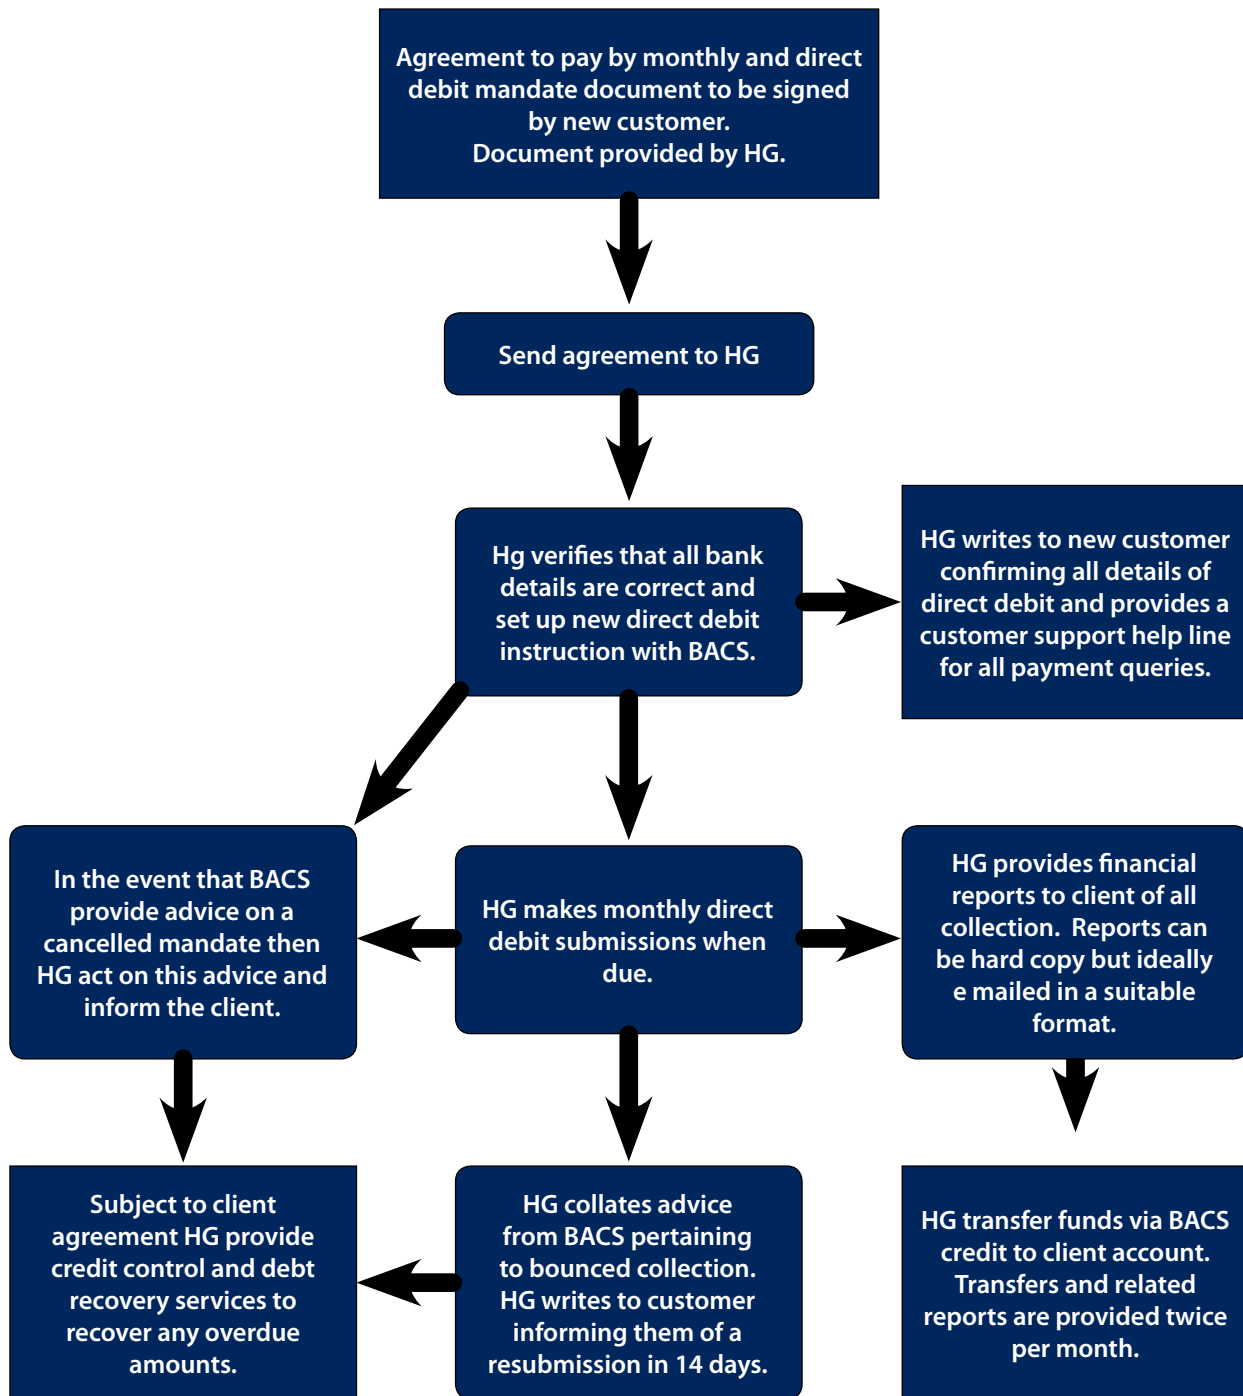 Agreement to pay by monthly and direct
debit mandate document to be signed
by new customer.
Document provided by HG.
Send agreement to HG
Hg verifies that all bank
details are correct and
set up new direct debit
instruction with BACS.
HG writes to new customer
confirming all details of
direct debit and provides a
customer support help line
for all payment queries.
In the event that BACS
provide advice on a
cancelled mandate then
HG act on this advice and
inform the client.
HG makes monthly direct
debit submissions when
due.
HG provides financial
reports to client of all
collection.  Reports can
be hard copy but ideally
e mailed in a suitable
format.
Subject to client
agreement HG provide
credit control and debt
recovery services to
recover any overdue
amounts.
HG collates advice
from BACS pertaining
to bounced collection.
HG writes to customer
informing them of a
resubmission in 14 days.
HG transfer funds via BACS
credit to client account.
Transfers and related
reports are provided twice
per month.